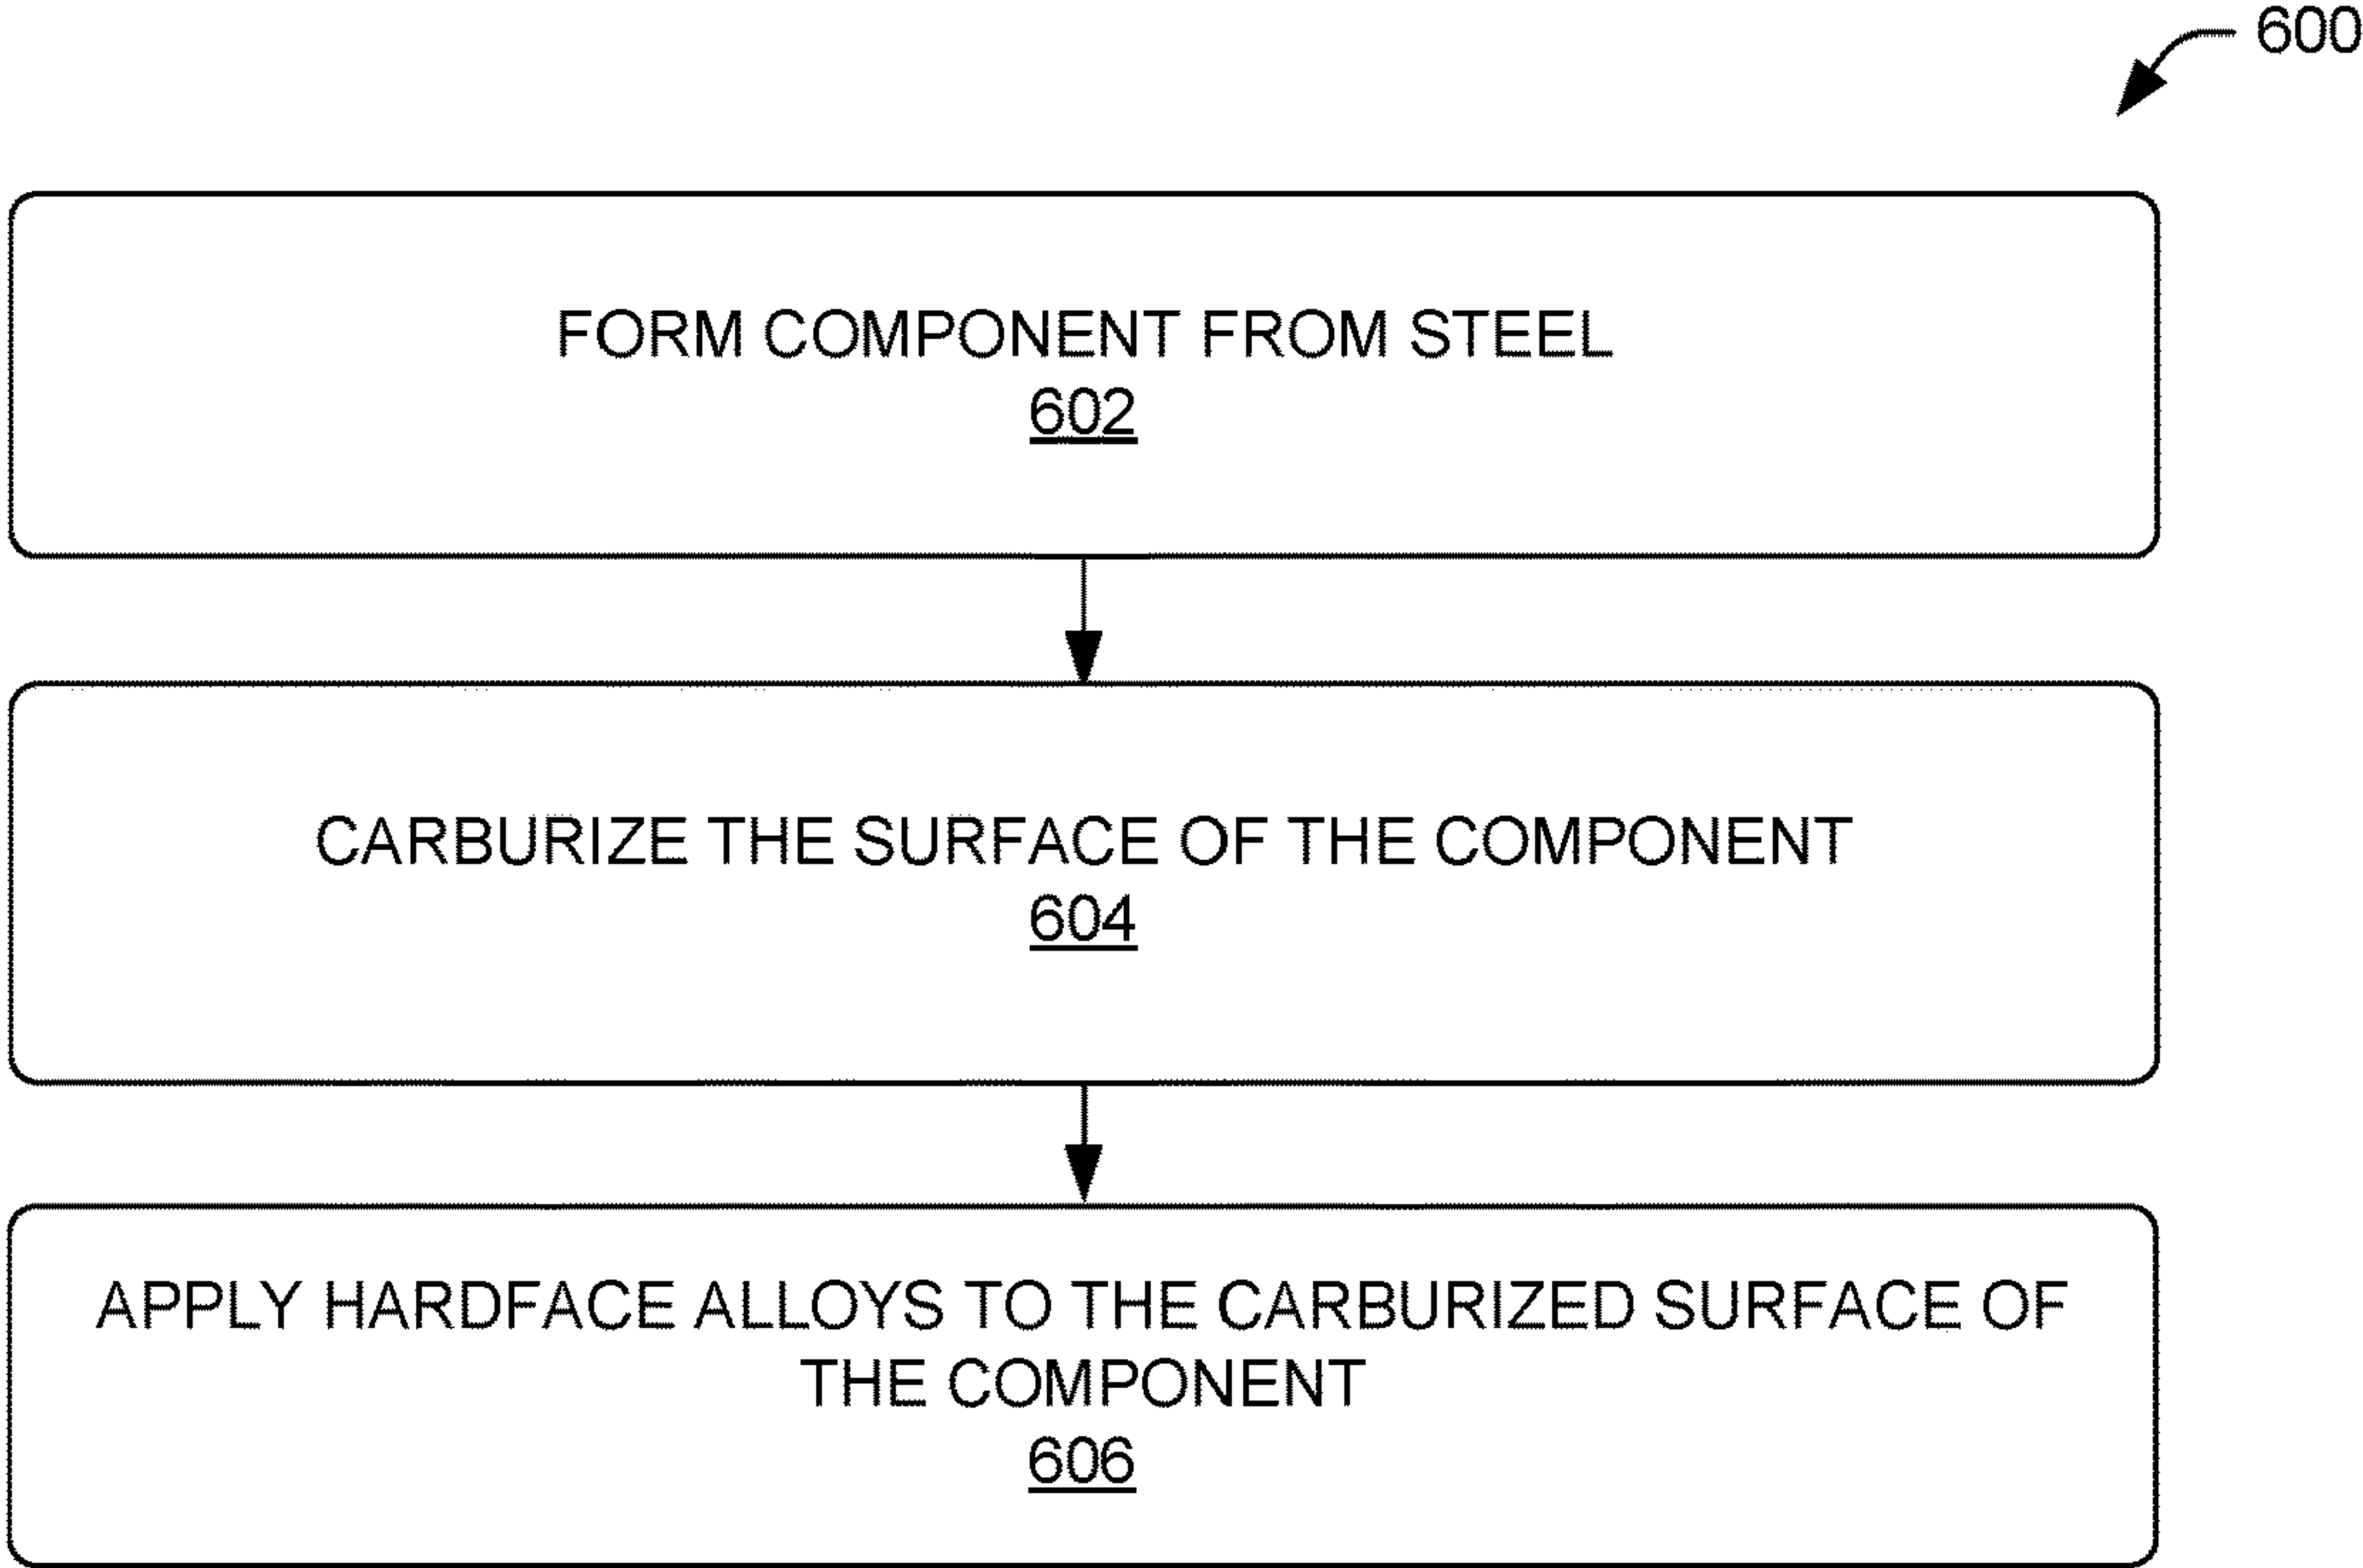 600
FORM COMPONENT FROM STEEL
602
CARBURIZE THE SURFACE OF THE COMPONENT
604
APPLY HARDFACE ALLOYS TO THE CARBURIZED SURFACE OF
THE COMPONENT
606